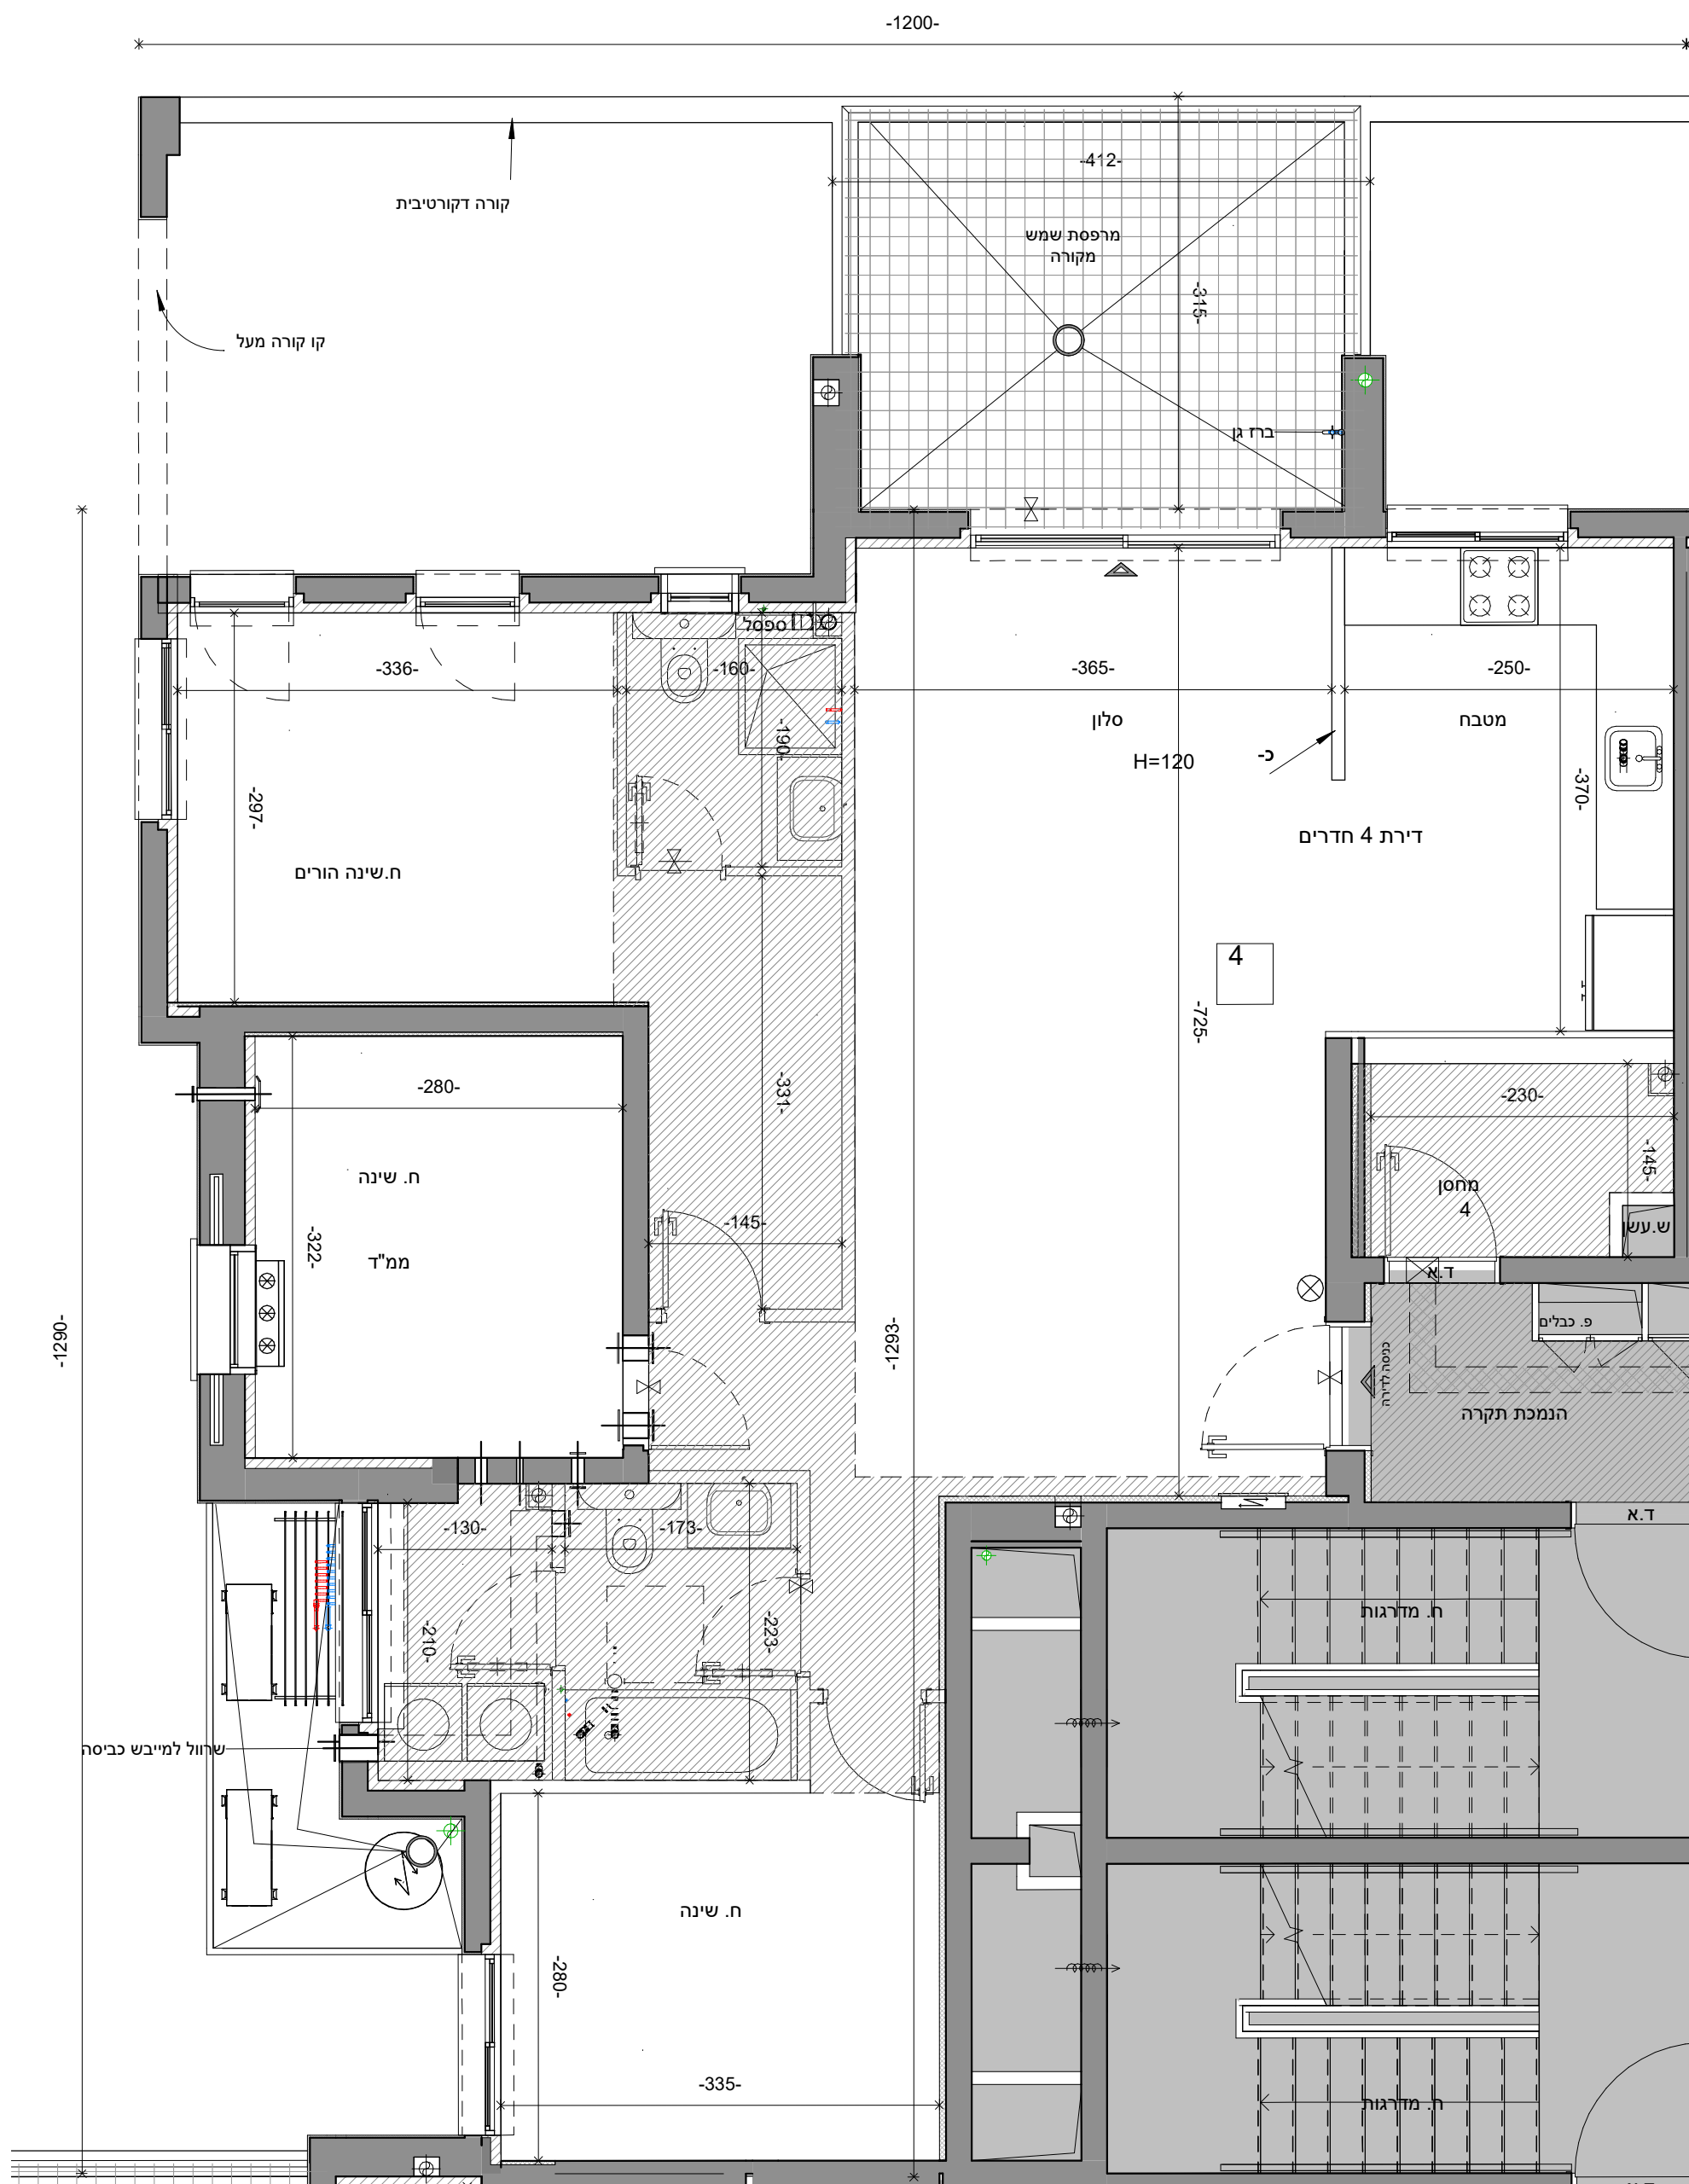 -1200-
-412-
קורה דקורטיבית
מרפסת שמש
מקורה
-315-
קו קורה מעל
ברז גן
ספסל
-336-
-160-
-365-
-250-
סלון
מטבח
-190-
H=120
כ-
-370-
-297-
דירת 4 חדרים
ח.שינה הורים
4
-725-
-280-
-331-
-230-
-145-
ח. שינה
מחסן
4
ש.עשן
-145-
-322-
ממ"ד
ד.א
פ. כבלים
-1290-
-1293-
כניסה לדירה
הנמכת תקרה
ד.א
-130-
-173-
-210-
-223-
ח. מדרגות
שרוול למייבש כביסה
ח. שינה
-280-
-335-
ח. מדרגות